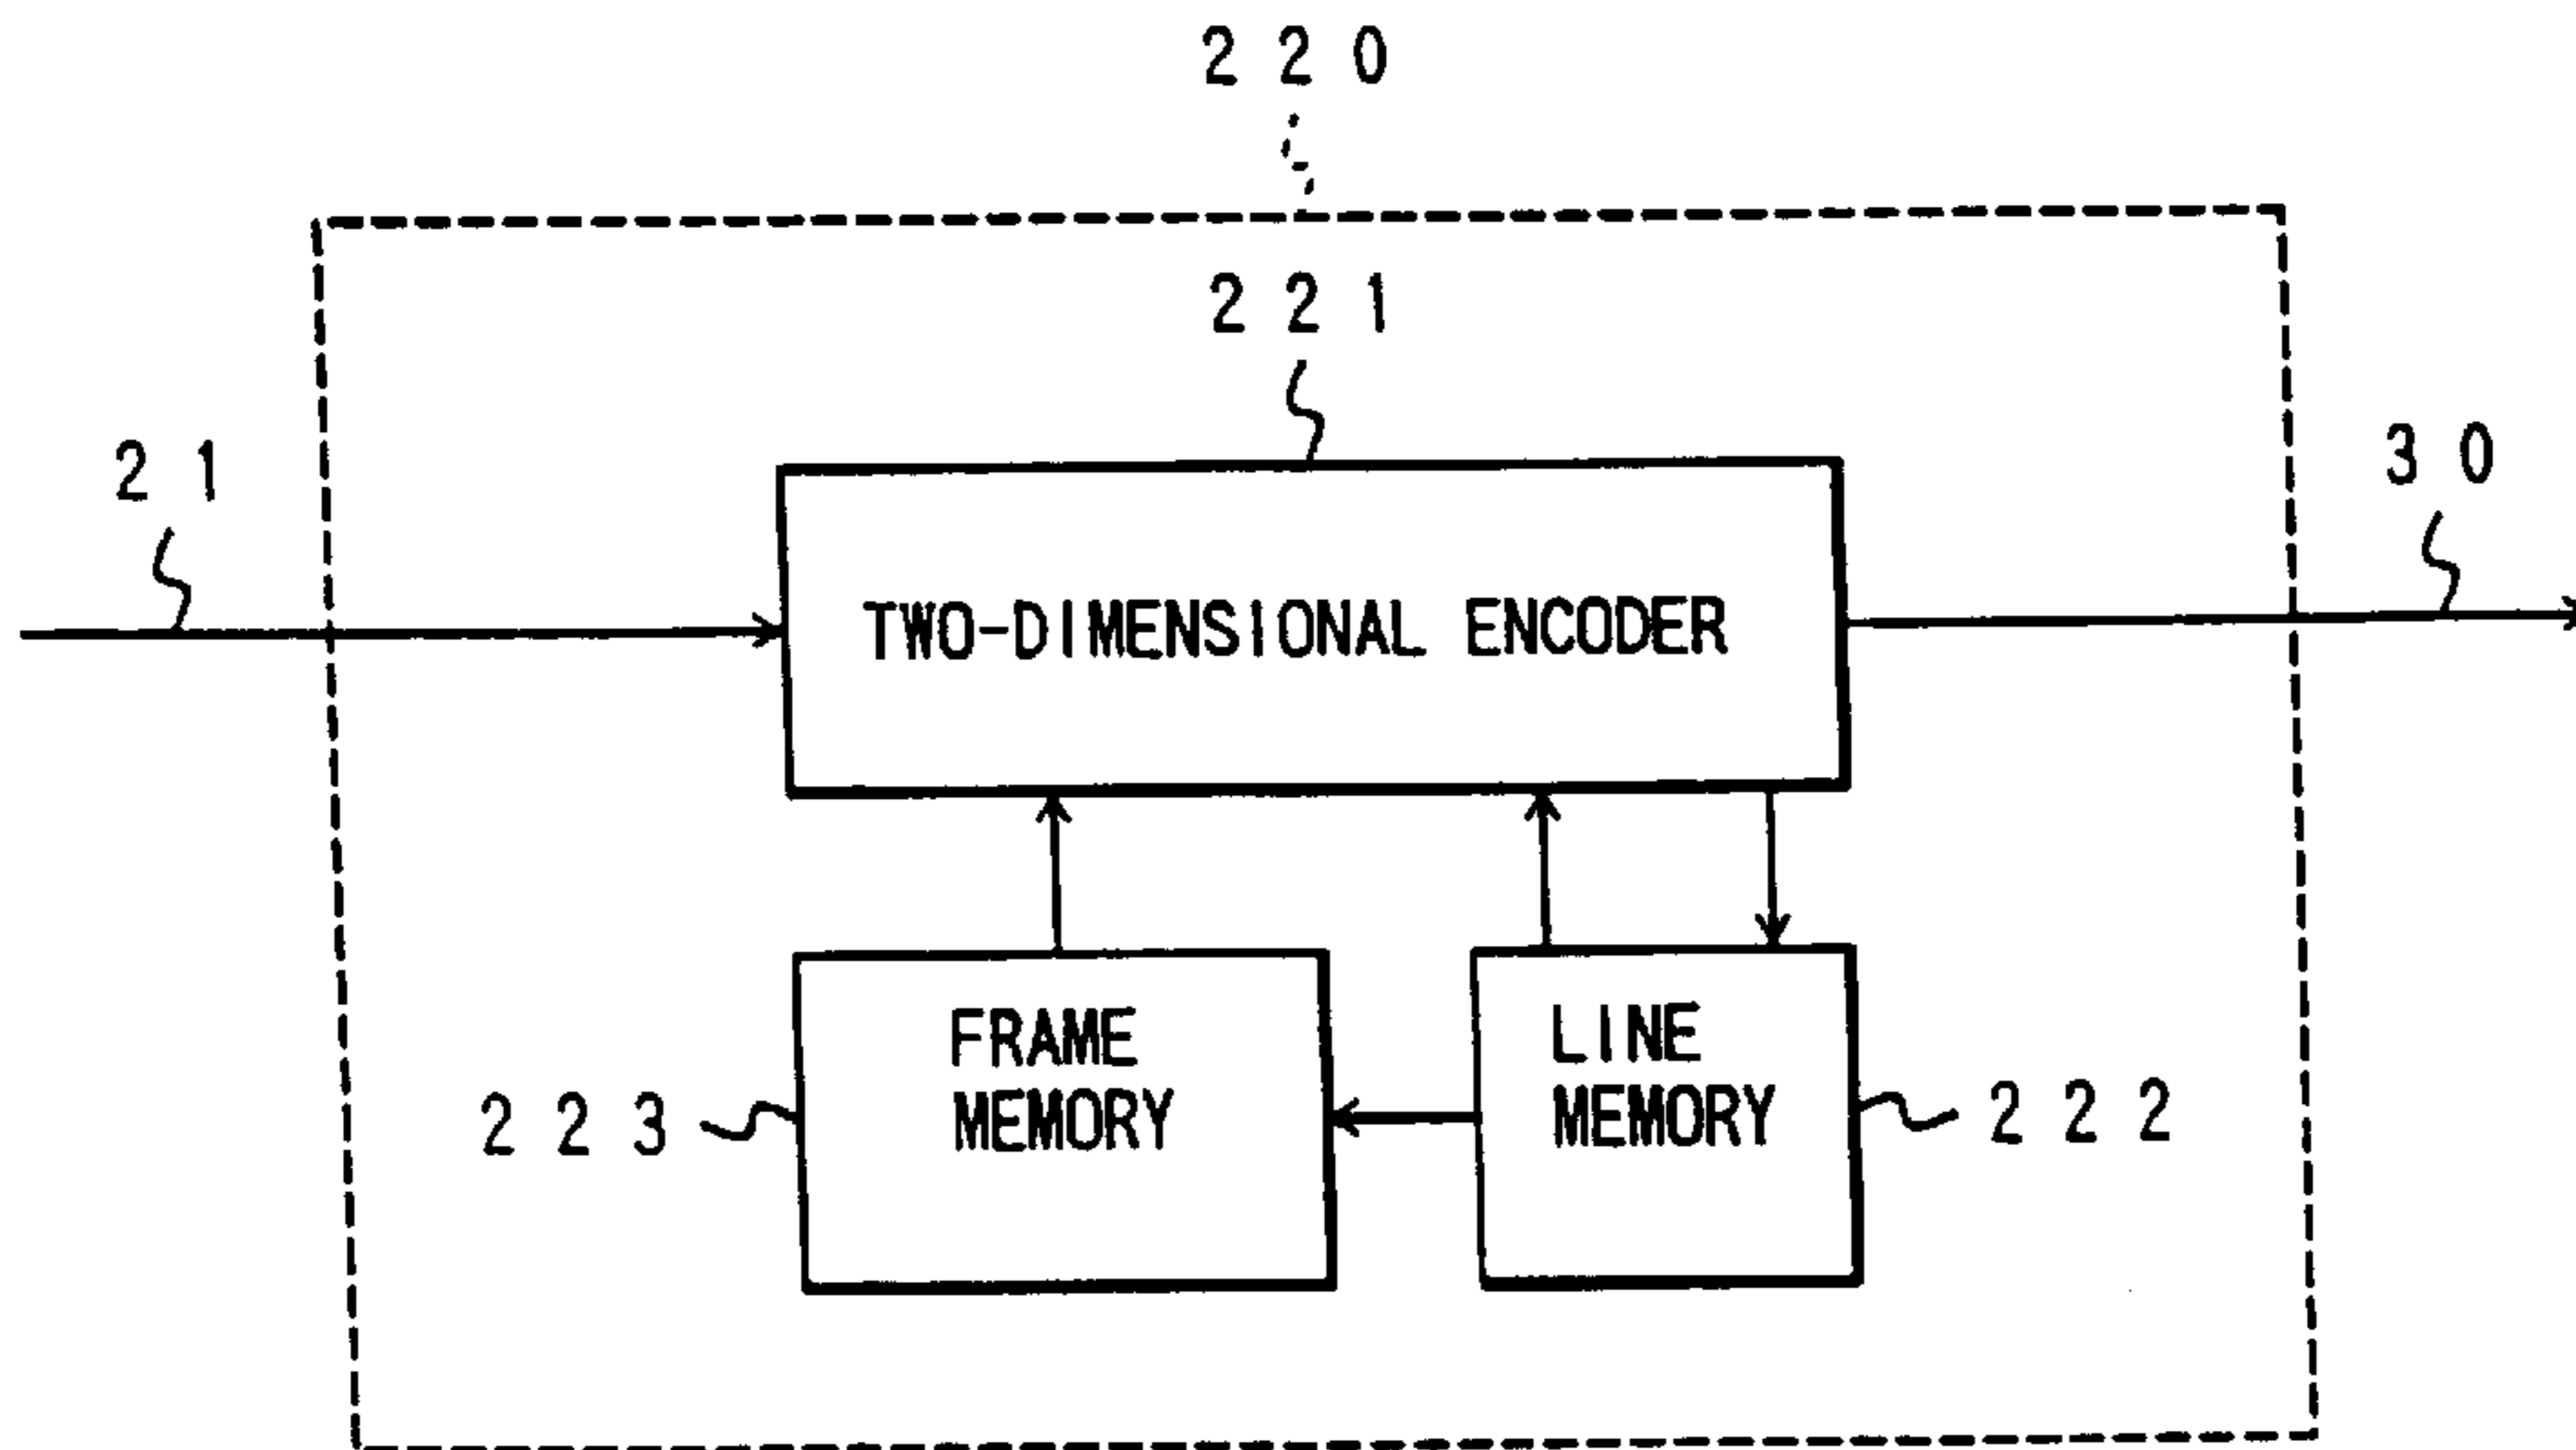 220
221
21
30
TWO-DIMENSIONAL ENCODER
FRAME
MEMORY
LINE
MEMORY
223
222